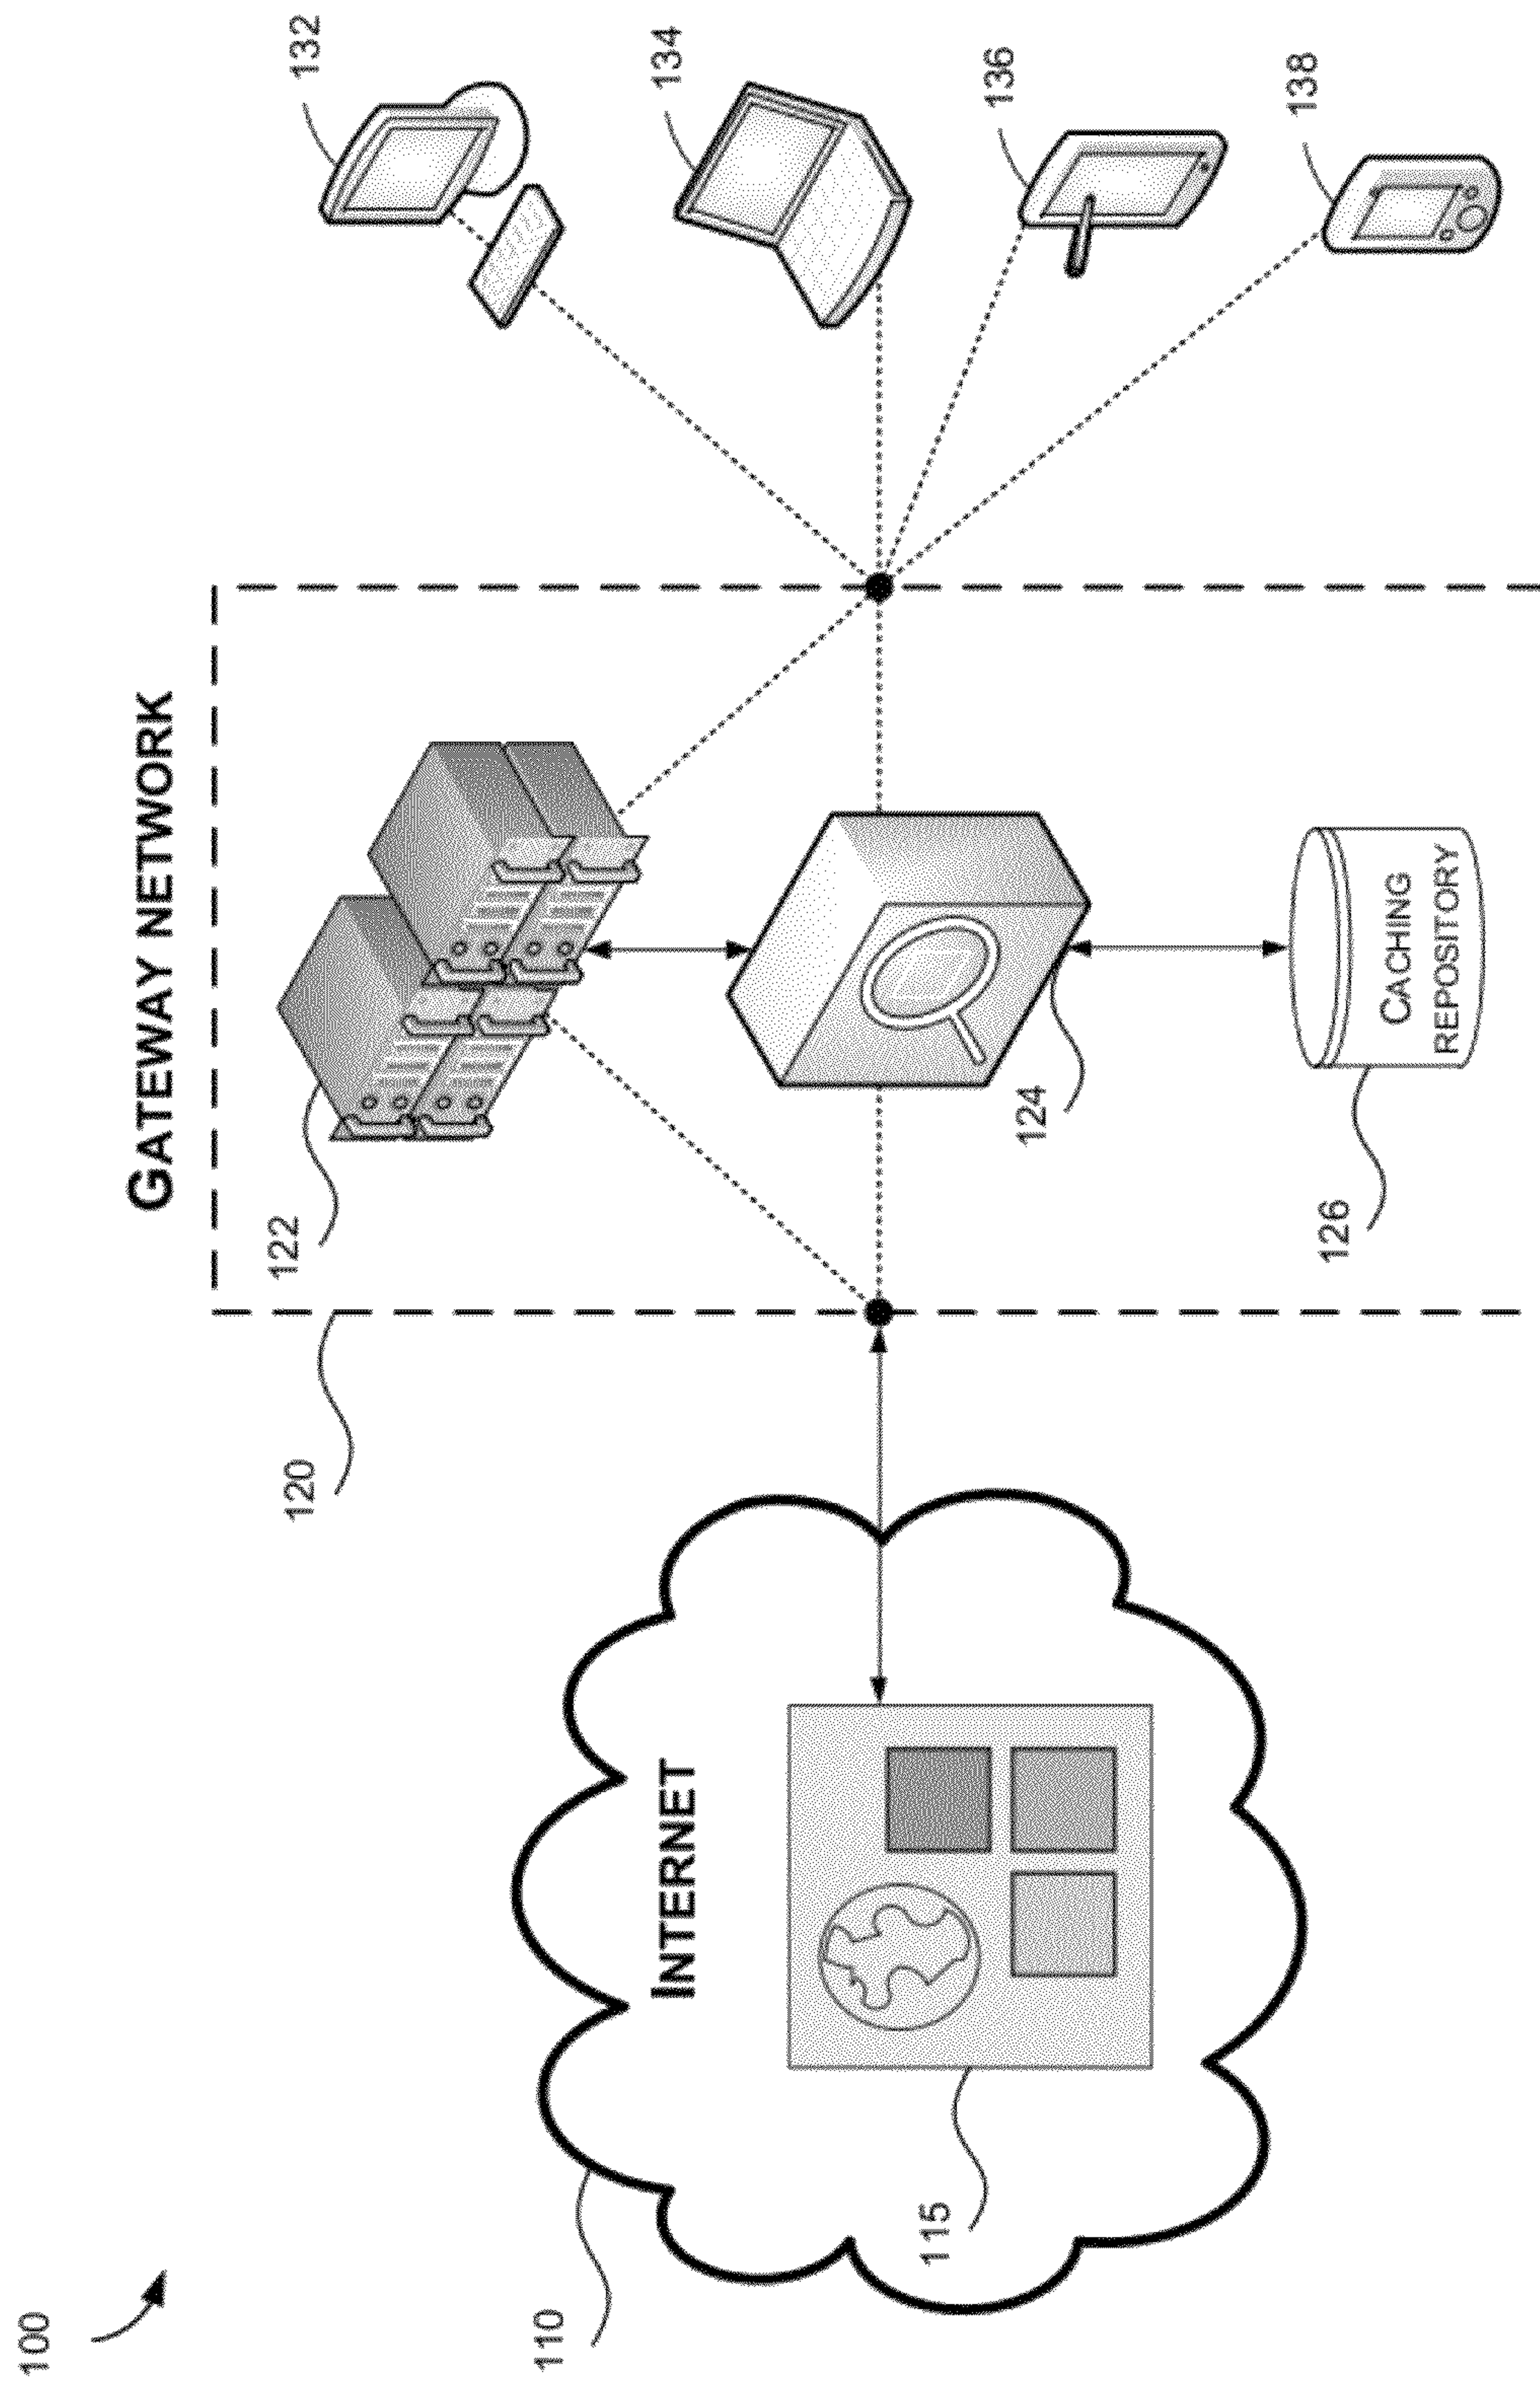 100
110
INTERNET
115
120
GATEWAY NETWORK
122
124
126
CACHING
REPOSITORY
132
134
136
138